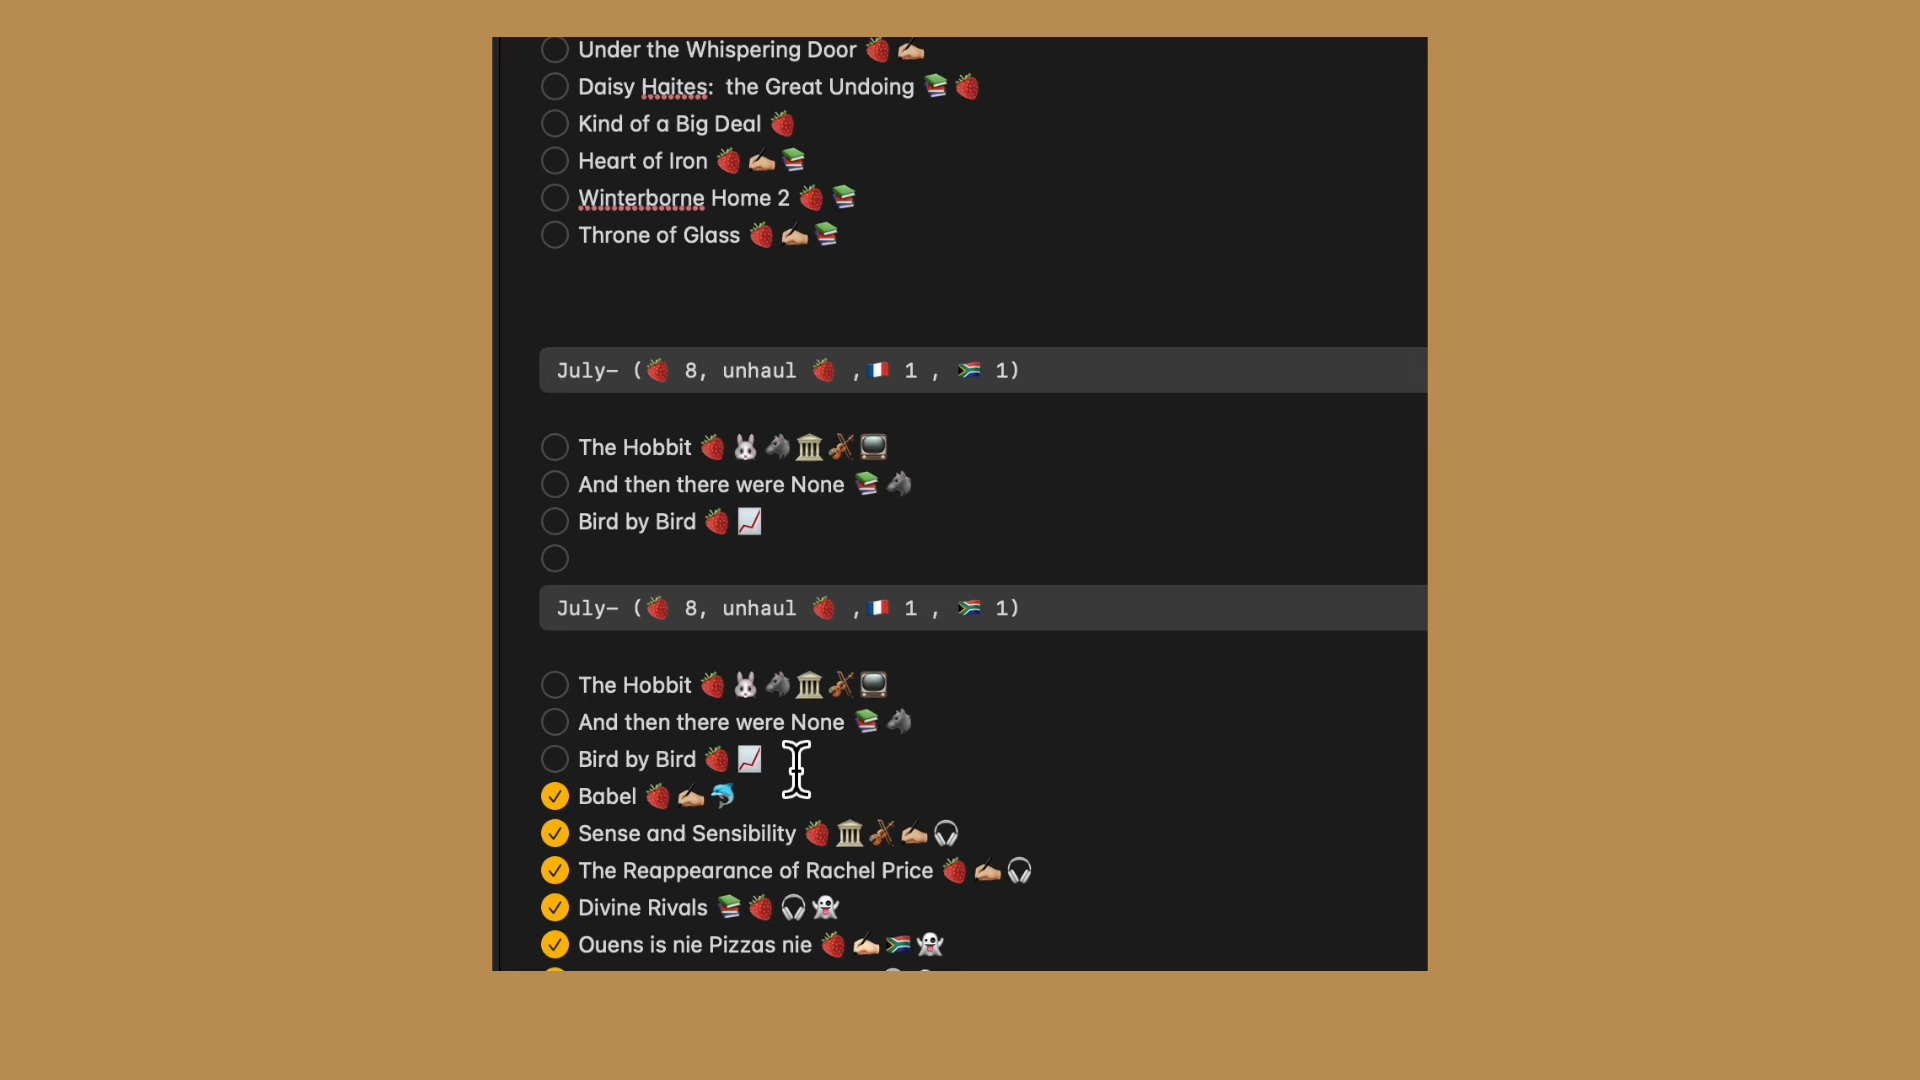 Under the Whispering Door 🍓 ✍🏼
Daisy Haites:  the Great Undoing 📚 🍓
Kind of a Big Deal 🍓
Heart of Iron 🍓 ✍🏼 📚
Winterborne Home 2 🍓 📚
Throne of Glass 🍓 ✍🏼 📚
July– (🍓 8, unhaul 🍓 ,🇫🇷 1 , 🇿🇦 1)
The Hobbit 🍓 🐰 🐴 🏛 🎻 📺
And then there were None 📚 🐴
Bird by Bird 🍓 📈
July– (🍓 8, unhaul 🍓 ,🇫🇷 1 , 🇿🇦 1)
The Hobbit 🍓 🐰 🐴 🏛 🎻 📺
And then there were None 📚 🐴
Bird by Bird 🍓 📈
Babel 🍓 ✍🏼 🐬
Sense and Sensibility 🍓 🏛 🎻 ✍🏼 🎧
The Reappearance of Rachel Price 🍓 ✍🏼 🎧
Divine Rivals 📚 🍓 🎧 👻
Ouens is nie Pizzas nie 🍓 ✍🏼 🇿🇦 👻